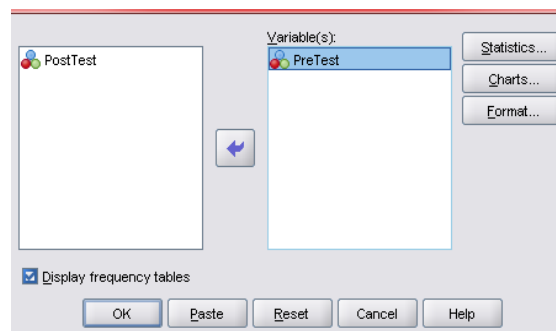 Variable(s):
PostTest
PreTest
Statistics...
Charts...
Format...
Display frequency tables
OK Paste Reset Cancel Help